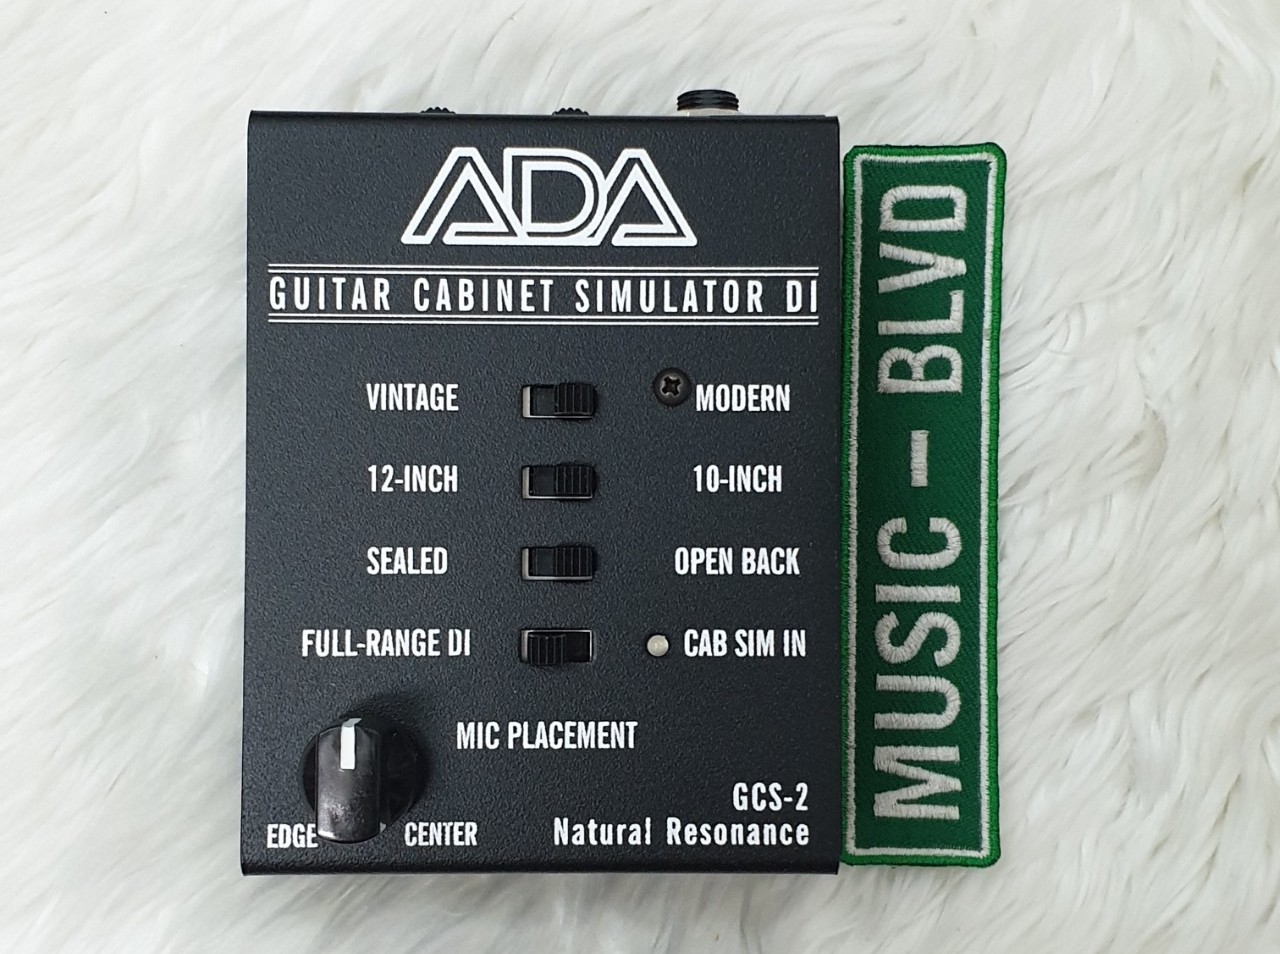 ADA
GUITAR CABINET SIMULATOR DI
VINTAGE MODERN
12-INCH 10-INCH
SEALED OPEN BACK
FULL-RANGE DI CAB SIM IN
MIC PLACEMENT
EDGE CENTER
GCS-2
Natural Resonance
MUSIC - BLVD